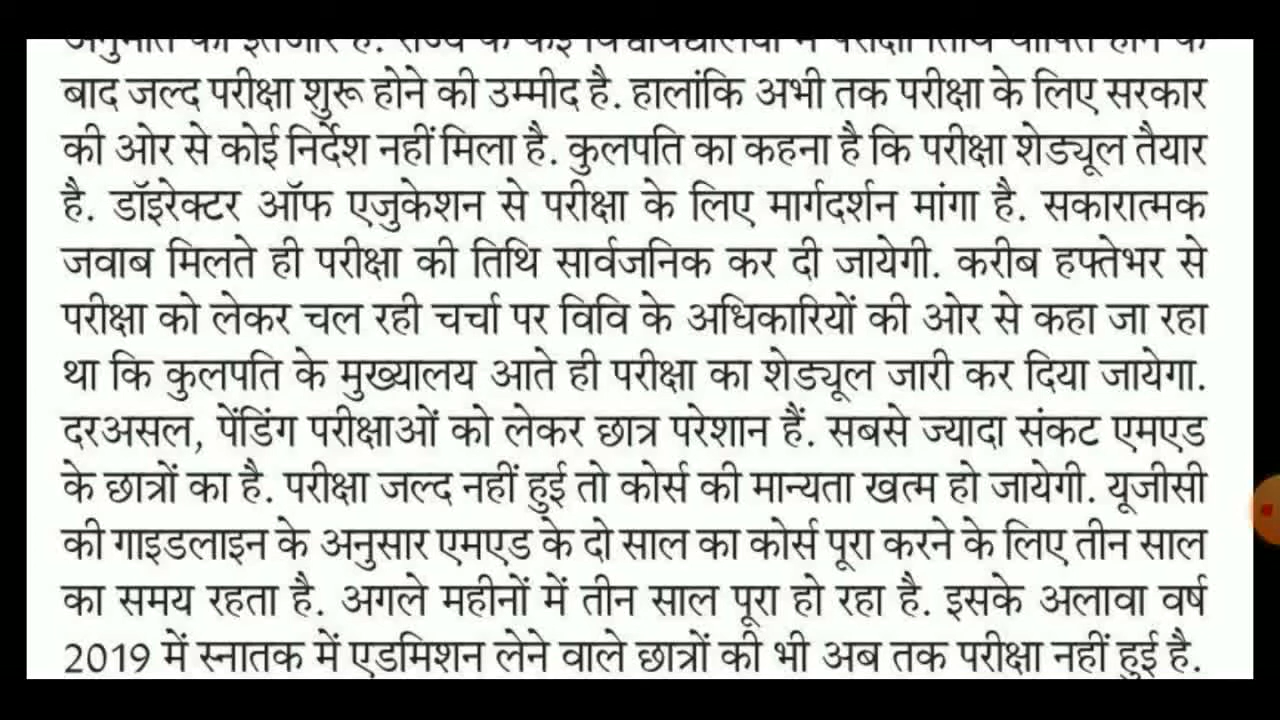 बाद जल्द परीक्षा शुरू होने की उम्मीद है. हालांकि अभी तक परीक्षा के लिए सरकार
की ओर से कोई निर्देश नहीं मिला है. कुलपति का कहना है कि परीक्षा शेड्यूल तैयार
है. डॉइरेक्टर ऑफ एजुकेशन से परीक्षा के लिए मार्गदर्शन मांगा है. सकारात्मक
जवाब मिलते ही परीक्षा की तिथि सार्वजनिक कर दी जायेगी. करीब हफ्तेभर से
परीक्षा को लेकर चल रही चर्चा पर विवि के अधिकारियों की ओर से कहा जा रहा
था कि कुलपति के मुख्यालय आते ही परीक्षा का शेड्यूल जारी कर दिया जायेगा.
दरअसल, पेंडिंग परीक्षाओं को लेकर छात्र परेशान हैं. सबसे ज्यादा संकट एमएड
के छात्रों का है. परीक्षा जल्द नहीं हुई तो कोर्स की मान्यता खत्म हो जायेगी. यूजीसी
की गाइडलाइन के अनुसार एमएड के दो साल का कोर्स पूरा करने के लिए तीन साल
का समय रहता है. अगले महीनों में तीन साल पूरा हो रहा है. इसके अलावा वर्ष
2019 में स्नातक में एडमिशन लेने वाले छात्रों की भी अब तक परीक्षा नहीं हुई है.